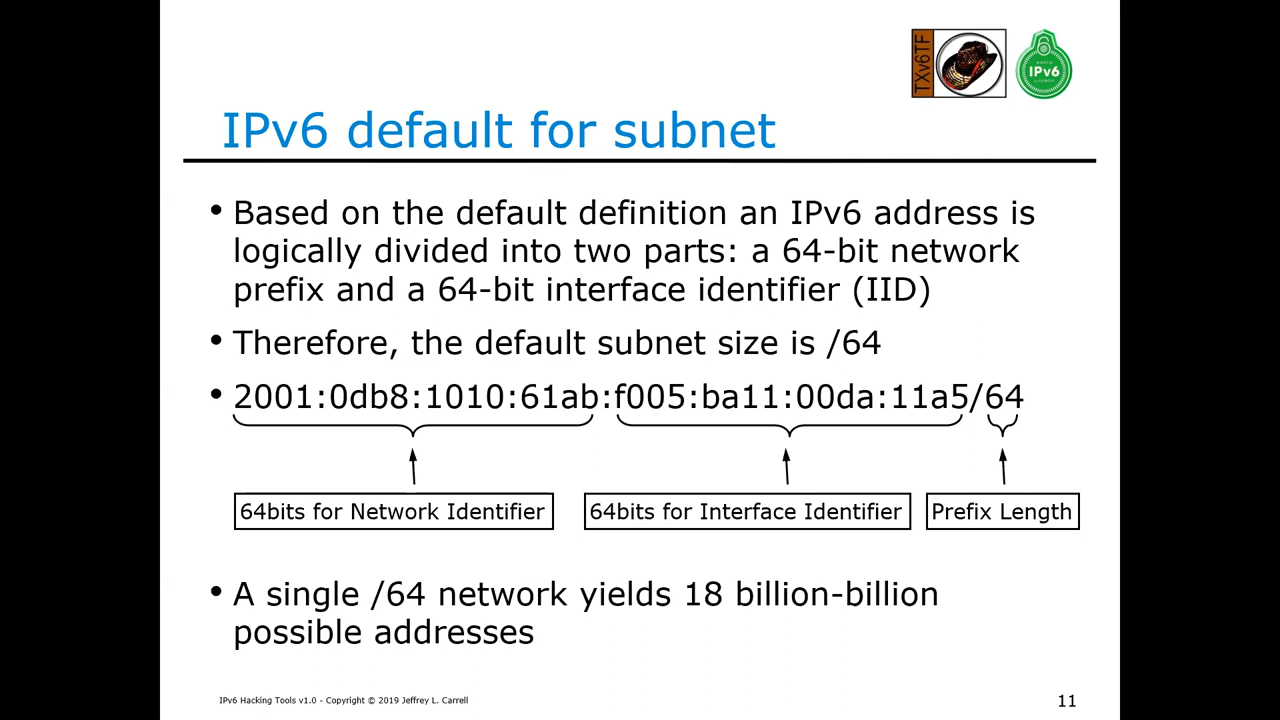 TXv6TF
WORLD
IPv6
LAUNCH
IPv6 default for subnet
• Based on the default definition an IPv6 address is
logically divided into two parts: a 64-bit network
prefix and a 64-bit interface identifier (IID)
• Therefore, the default subnet size is /64
• 2001:0db8:1010:61ab:f005:ba11:00da:11a5/64
64bits for Network Identifier
64bits for Interface Identifier
Prefix Length
• A single /64 network yields 18 billion-billion
possible addresses
IPv6 Hacking Tools v1.0 - Copyright © 2019 Jeffrey L. Carrell
11